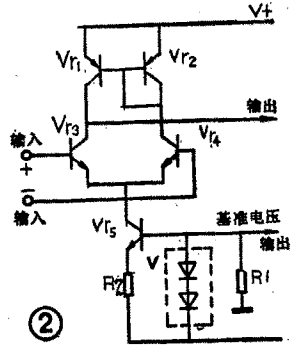 V+
Vr₁
Vr₂
输出
Vr₃
Vr₄
输入
+
−
输入
Vr₅
基准电压
输出
V
R2
R1
②